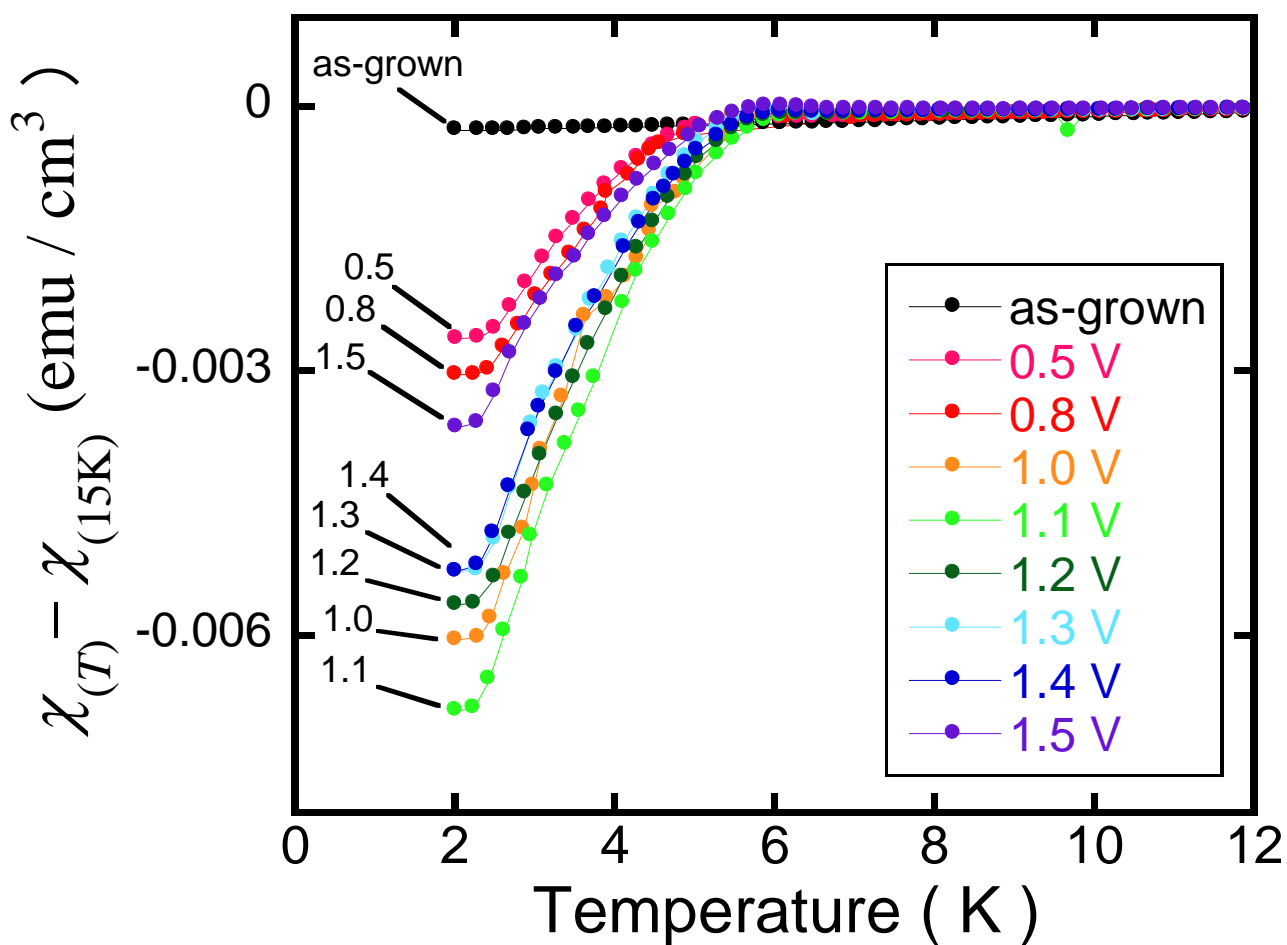 as-grown
0
0.5
0.8
1.5
-0.003
1.4
1.3
1.2
1.0
-0.006
1.1
χ(T) − χ(15K) (emu / cm³)
as-grown
0.5 V
0.8 V
1.0 V
1.1 V
1.2 V
1.3 V
1.4 V
1.5 V
0 2 4 6 8 10 12
Temperature ( K )